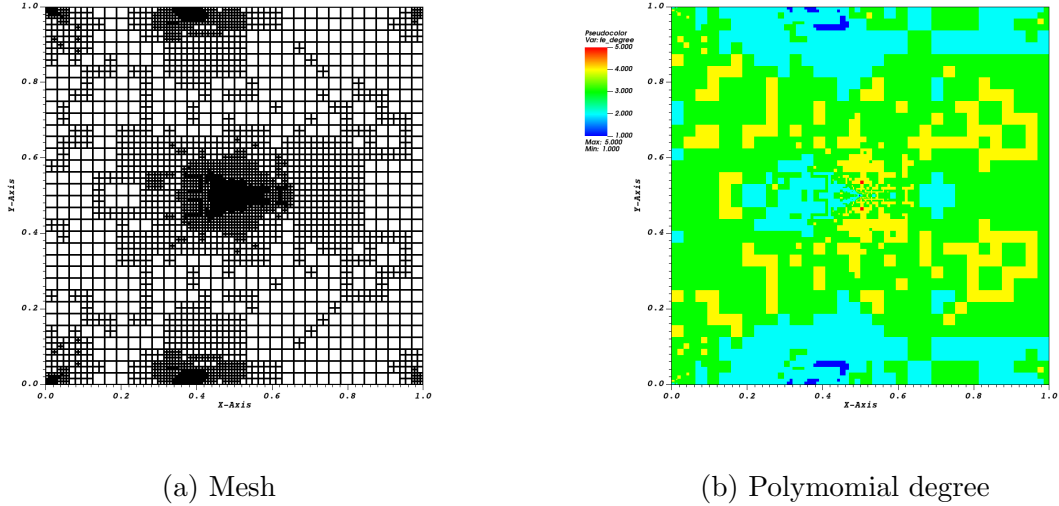 Pseudocolor
Var: fe_degree
5.000
4.000
3.000
2.000
1.000
Max: 5.000
Min: 1.000
1.0
0.8
0.6
0.4
0.2
0.0
Y-Axis
0.0 0.2 0.4 0.6 0.8 1.0
X-Axis
1.0
0.8
0.6
0.4
0.2
0.0
Y-Axis
0.0 0.2 0.4 0.6 0.8 1.0
X-Axis
(a) Mesh
(b) Polymomial degree